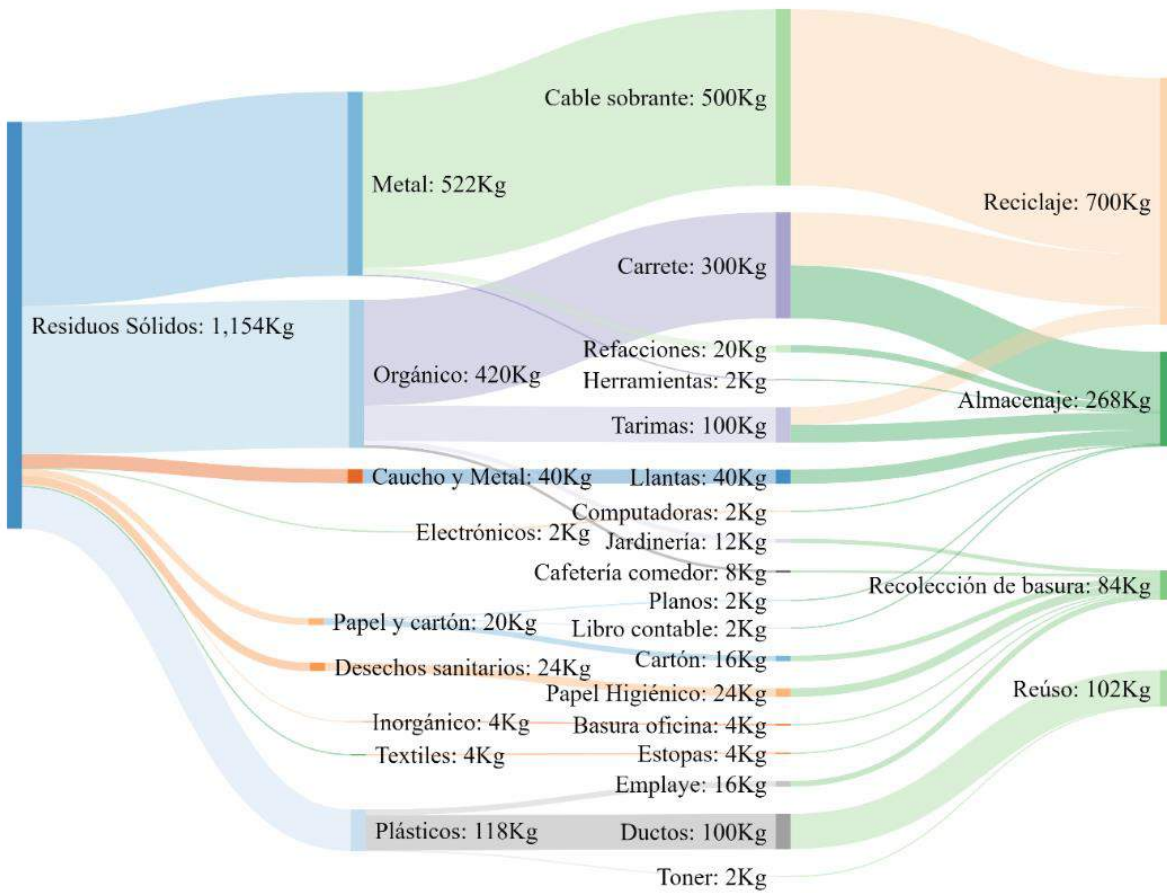 Residuos Sólidos: 1,154Kg
Metal: 522Kg
Orgánico: 420Kg
Caucho y Metal: 40Kg
Electrónicos: 2Kg
Papel y cartón: 20Kg
Desechos sanitarios: 24Kg
Inorgánico: 4Kg
Textiles: 4Kg
Plásticos: 118Kg
Cable sobrante: 500Kg
Carrete: 300Kg
Refacciones: 20Kg
Herramientas: 2Kg
Tarimas: 100Kg
Llantas: 40Kg
Computadoras: 2Kg
Jardinería: 12Kg
Cafetería comedor: 8Kg
Planos: 2Kg
Libro contable: 2Kg
Cartón: 16Kg
Papel Higiénico: 24Kg
Basura oficina: 4Kg
Estopas: 4Kg
Emplaye: 16Kg
Ductos: 100Kg
Toner: 2Kg
Reciclaje: 700Kg
Almacenaje: 268Kg
Recolección de basura: 84Kg
Reúso: 102Kg